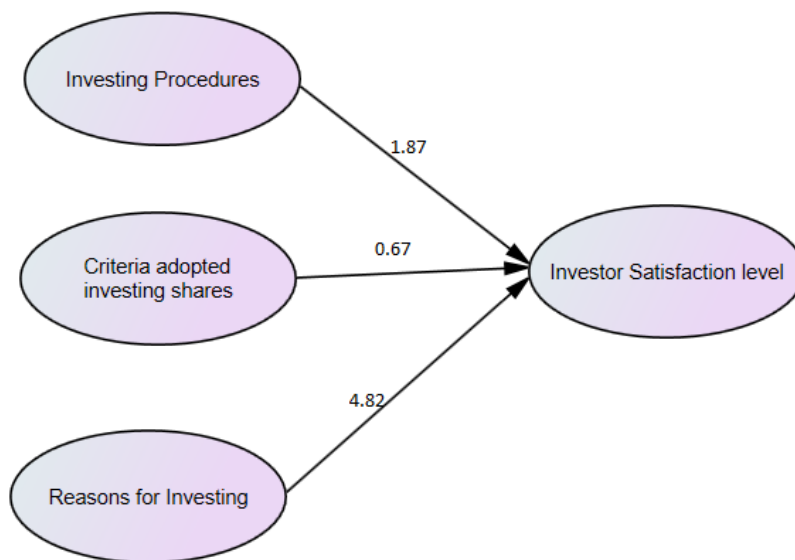 Investing Procedures
1.87
Criteria adopted
investing shares
0.67
Investor Satisfaction level
4.82
Reasons for Investing